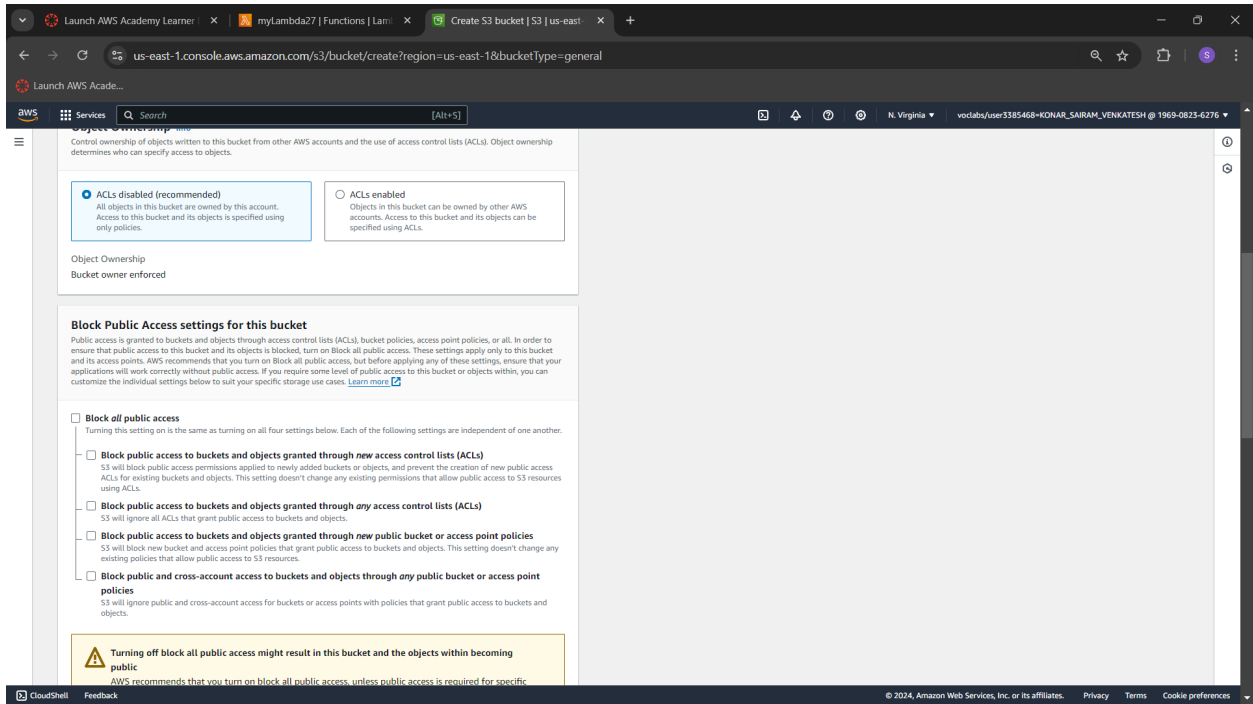 Launch AWS Academy Learner
myLambda27 | Functions | Lam
Create S3 bucket | S3 | us-east-
us-east-1.console.aws.amazon.com/s3/bucket/create?region=us-east-1&bucketType=general
S
Launch AWS Acade...
aws
Services
Search
[Alt+S]
N. Virginia
voclabs/user3385468=KONAR_SAIRAM_VENKATESH @ 1969-0823-6276
Object Ownership Info
Control ownership of objects written to this bucket from other AWS accounts and the use of access control lists (ACLs). Object ownership
determines who can specify access to objects.
ACLs disabled (recommended)
All objects in this bucket are owned by this account.
Access to this bucket and its objects is specified using
only policies.
ACLs enabled
Objects in this bucket can be owned by other AWS
accounts. Access to this bucket and its objects can be
specified using ACLs.
Object Ownership
Bucket owner enforced
Block Public Access settings for this bucket
Public access is granted to buckets and objects through access control lists (ACLs), bucket policies, access point policies, or all. In order to
ensure that public access to this bucket and its objects is blocked, turn on Block all public access. These settings apply only to this bucket
and its access points. AWS recommends that you turn on Block all public access, but before applying any of these settings, ensure that your
applications will work correctly without public access. If you require some level of public access to this bucket or objects within, you can
customize the individual settings below to suit your specific storage use cases. Learn more
Block all public access
Turning this setting on is the same as turning on all four settings below. Each of the following settings are independent of one another.
Block public access to buckets and objects granted through new access control lists (ACLs)
S3 will block public access permissions applied to newly added buckets or objects, and prevent the creation of new public access
ACLs for existing buckets and objects. This setting doesn't change any existing permissions that allow public access to S3 resources
using ACLs.
Block public access to buckets and objects granted through any access control lists (ACLs)
S3 will ignore all ACLs that grant public access to buckets and objects.
Block public access to buckets and objects granted through new public bucket or access point policies
S3 will block new bucket and access point policies that grant public access to buckets and objects. This setting doesn't change any
existing policies that allow public access to S3 resources.
Block public and cross-account access to buckets and objects through any public bucket or access point
policies
S3 will ignore public and cross-account access for buckets or access points with policies that grant public access to buckets and
objects.
Turning off block all public access might result in this bucket and the objects within becoming
public
AWS recommends that you turn on block all public access, unless public access is required for specific
CloudShell
Feedback
© 2024, Amazon Web Services, Inc. or its affiliates.
Privacy
Terms
Cookie preferences